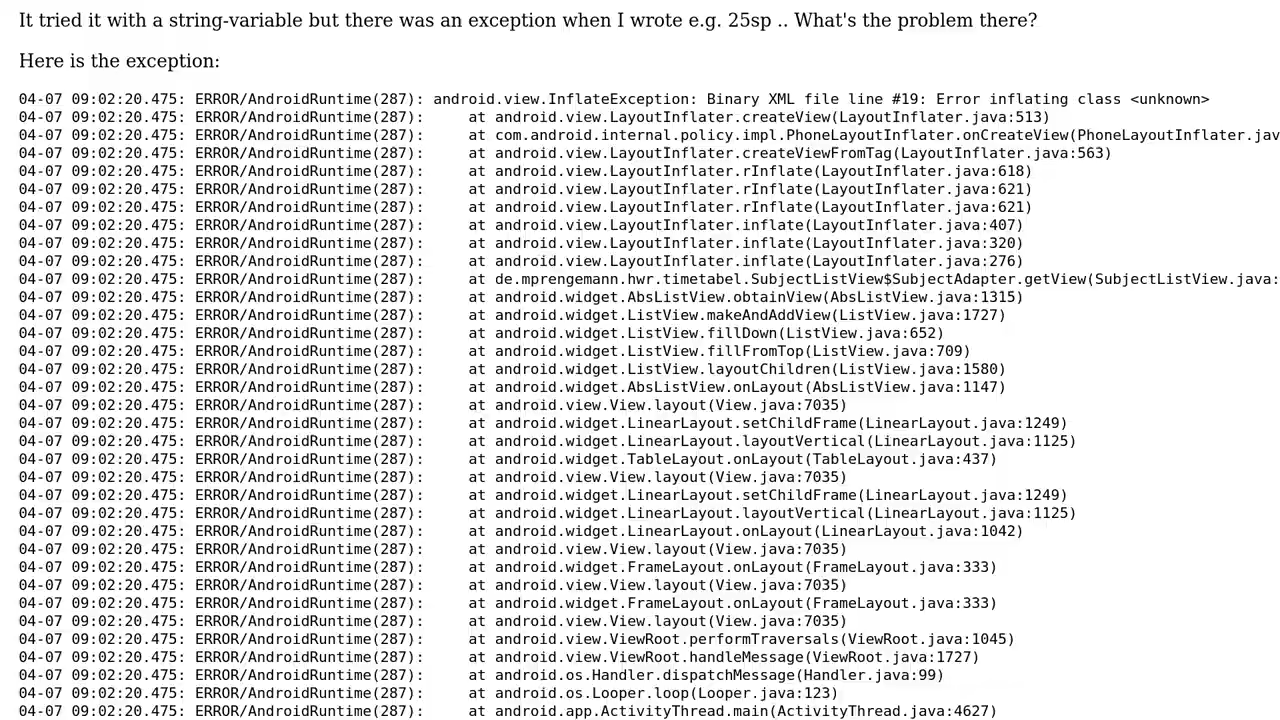 It tried it with a string-variable but there was an exception when I wrote e.g. 25sp .. What's the problem there?
Here is the exception:
04-07 09:02:20.475: ERROR/AndroidRuntime(287): android.view.InflateException: Binary XML file line #19: Error inflating class <unknown>
04-07 09:02:20.475: ERROR/AndroidRuntime(287):     at android.view.LayoutInflater.createView(LayoutInflater.java:513)
04-07 09:02:20.475: ERROR/AndroidRuntime(287):     at com.android.internal.policy.impl.PhoneLayoutInflater.onCreateView(PhoneLayoutInflater.jav
04-07 09:02:20.475: ERROR/AndroidRuntime(287):     at android.view.LayoutInflater.createViewFromTag(LayoutInflater.java:563)
04-07 09:02:20.475: ERROR/AndroidRuntime(287):     at android.view.LayoutInflater.rInflate(LayoutInflater.java:618)
04-07 09:02:20.475: ERROR/AndroidRuntime(287):     at android.view.LayoutInflater.rInflate(LayoutInflater.java:621)
04-07 09:02:20.475: ERROR/AndroidRuntime(287):     at android.view.LayoutInflater.rInflate(LayoutInflater.java:621)
04-07 09:02:20.475: ERROR/AndroidRuntime(287):     at android.view.LayoutInflater.inflate(LayoutInflater.java:407)
04-07 09:02:20.475: ERROR/AndroidRuntime(287):     at android.view.LayoutInflater.inflate(LayoutInflater.java:320)
04-07 09:02:20.475: ERROR/AndroidRuntime(287):     at android.view.LayoutInflater.inflate(LayoutInflater.java:276)
04-07 09:02:20.475: ERROR/AndroidRuntime(287):     at de.mprengemann.hwr.timetabel.SubjectListView$SubjectAdapter.getView(SubjectListView.java:
04-07 09:02:20.475: ERROR/AndroidRuntime(287):     at android.widget.AbsListView.obtainView(AbsListView.java:1315)
04-07 09:02:20.475: ERROR/AndroidRuntime(287):     at android.widget.ListView.makeAndAddView(ListView.java:1727)
04-07 09:02:20.475: ERROR/AndroidRuntime(287):     at android.widget.ListView.fillDown(ListView.java:652)
04-07 09:02:20.475: ERROR/AndroidRuntime(287):     at android.widget.ListView.fillFromTop(ListView.java:709)
04-07 09:02:20.475: ERROR/AndroidRuntime(287):     at android.widget.ListView.layoutChildren(ListView.java:1580)
04-07 09:02:20.475: ERROR/AndroidRuntime(287):     at android.widget.AbsListView.onLayout(AbsListView.java:1147)
04-07 09:02:20.475: ERROR/AndroidRuntime(287):     at android.view.View.layout(View.java:7035)
04-07 09:02:20.475: ERROR/AndroidRuntime(287):     at android.widget.LinearLayout.setChildFrame(LinearLayout.java:1249)
04-07 09:02:20.475: ERROR/AndroidRuntime(287):     at android.widget.LinearLayout.layoutVertical(LinearLayout.java:1125)
04-07 09:02:20.475: ERROR/AndroidRuntime(287):     at android.widget.TableLayout.onLayout(TableLayout.java:437)
04-07 09:02:20.475: ERROR/AndroidRuntime(287):     at android.view.View.layout(View.java:7035)
04-07 09:02:20.475: ERROR/AndroidRuntime(287):     at android.widget.LinearLayout.setChildFrame(LinearLayout.java:1249)
04-07 09:02:20.475: ERROR/AndroidRuntime(287):     at android.widget.LinearLayout.layoutVertical(LinearLayout.java:1125)
04-07 09:02:20.475: ERROR/AndroidRuntime(287):     at android.widget.LinearLayout.onLayout(LinearLayout.java:1042)
04-07 09:02:20.475: ERROR/AndroidRuntime(287):     at android.view.View.layout(View.java:7035)
04-07 09:02:20.475: ERROR/AndroidRuntime(287):     at android.widget.FrameLayout.onLayout(FrameLayout.java:333)
04-07 09:02:20.475: ERROR/AndroidRuntime(287):     at android.view.View.layout(View.java:7035)
04-07 09:02:20.475: ERROR/AndroidRuntime(287):     at android.widget.FrameLayout.onLayout(FrameLayout.java:333)
04-07 09:02:20.475: ERROR/AndroidRuntime(287):     at android.view.View.layout(View.java:7035)
04-07 09:02:20.475: ERROR/AndroidRuntime(287):     at android.view.ViewRoot.performTraversals(ViewRoot.java:1045)
04-07 09:02:20.475: ERROR/AndroidRuntime(287):     at android.view.ViewRoot.handleMessage(ViewRoot.java:1727)
04-07 09:02:20.475: ERROR/AndroidRuntime(287):     at android.os.Handler.dispatchMessage(Handler.java:99)
04-07 09:02:20.475: ERROR/AndroidRuntime(287):     at android.os.Looper.loop(Looper.java:123)
04-07 09:02:20.475: ERROR/AndroidRuntime(287):     at android.app.ActivityThread.main(ActivityThread.java:4627)